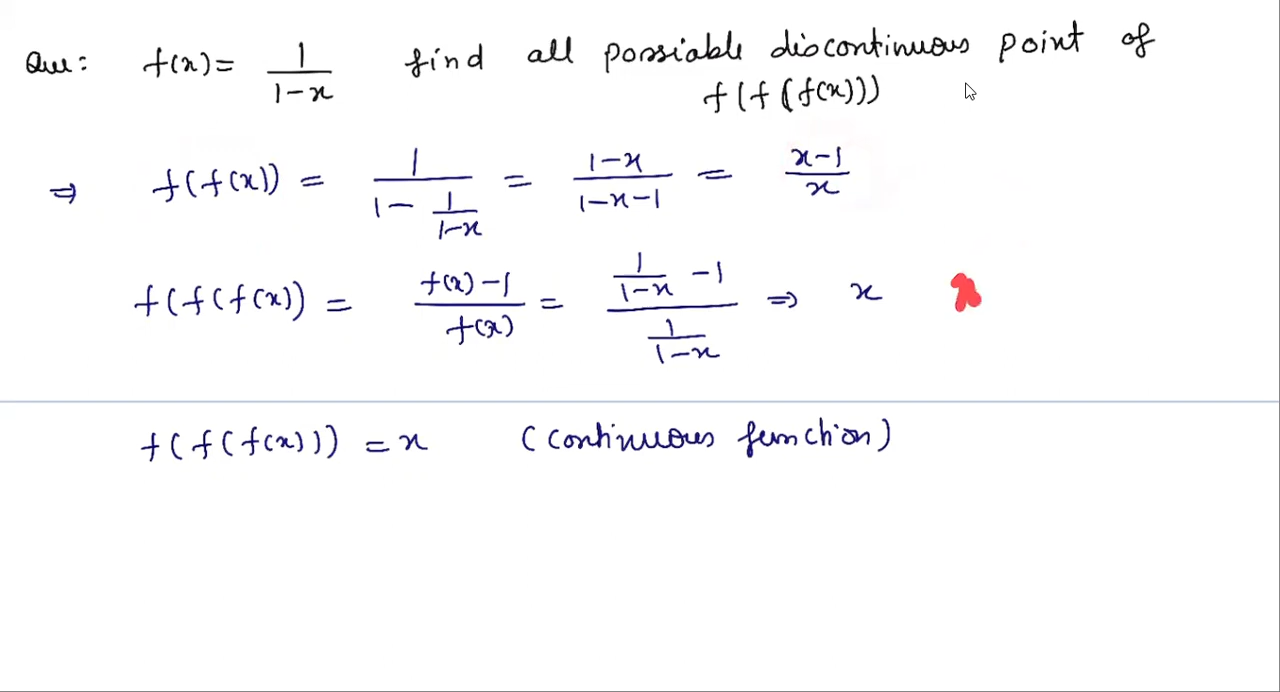 Que: f(x) = 1/(1-x) find all possiable discontinuous point of
f(f(f(x)))
⇒ f(f(x)) = 1/(1 - 1/(1-x)) = (1-x)/(1-x-1) = (x-1)/x
f(f(f(x)) = (f(x)-1)/f(x) = (1/(1-x) - 1)/(1/(1-x)) ⇒ x
f(f(f(x))) = x (continuous function)